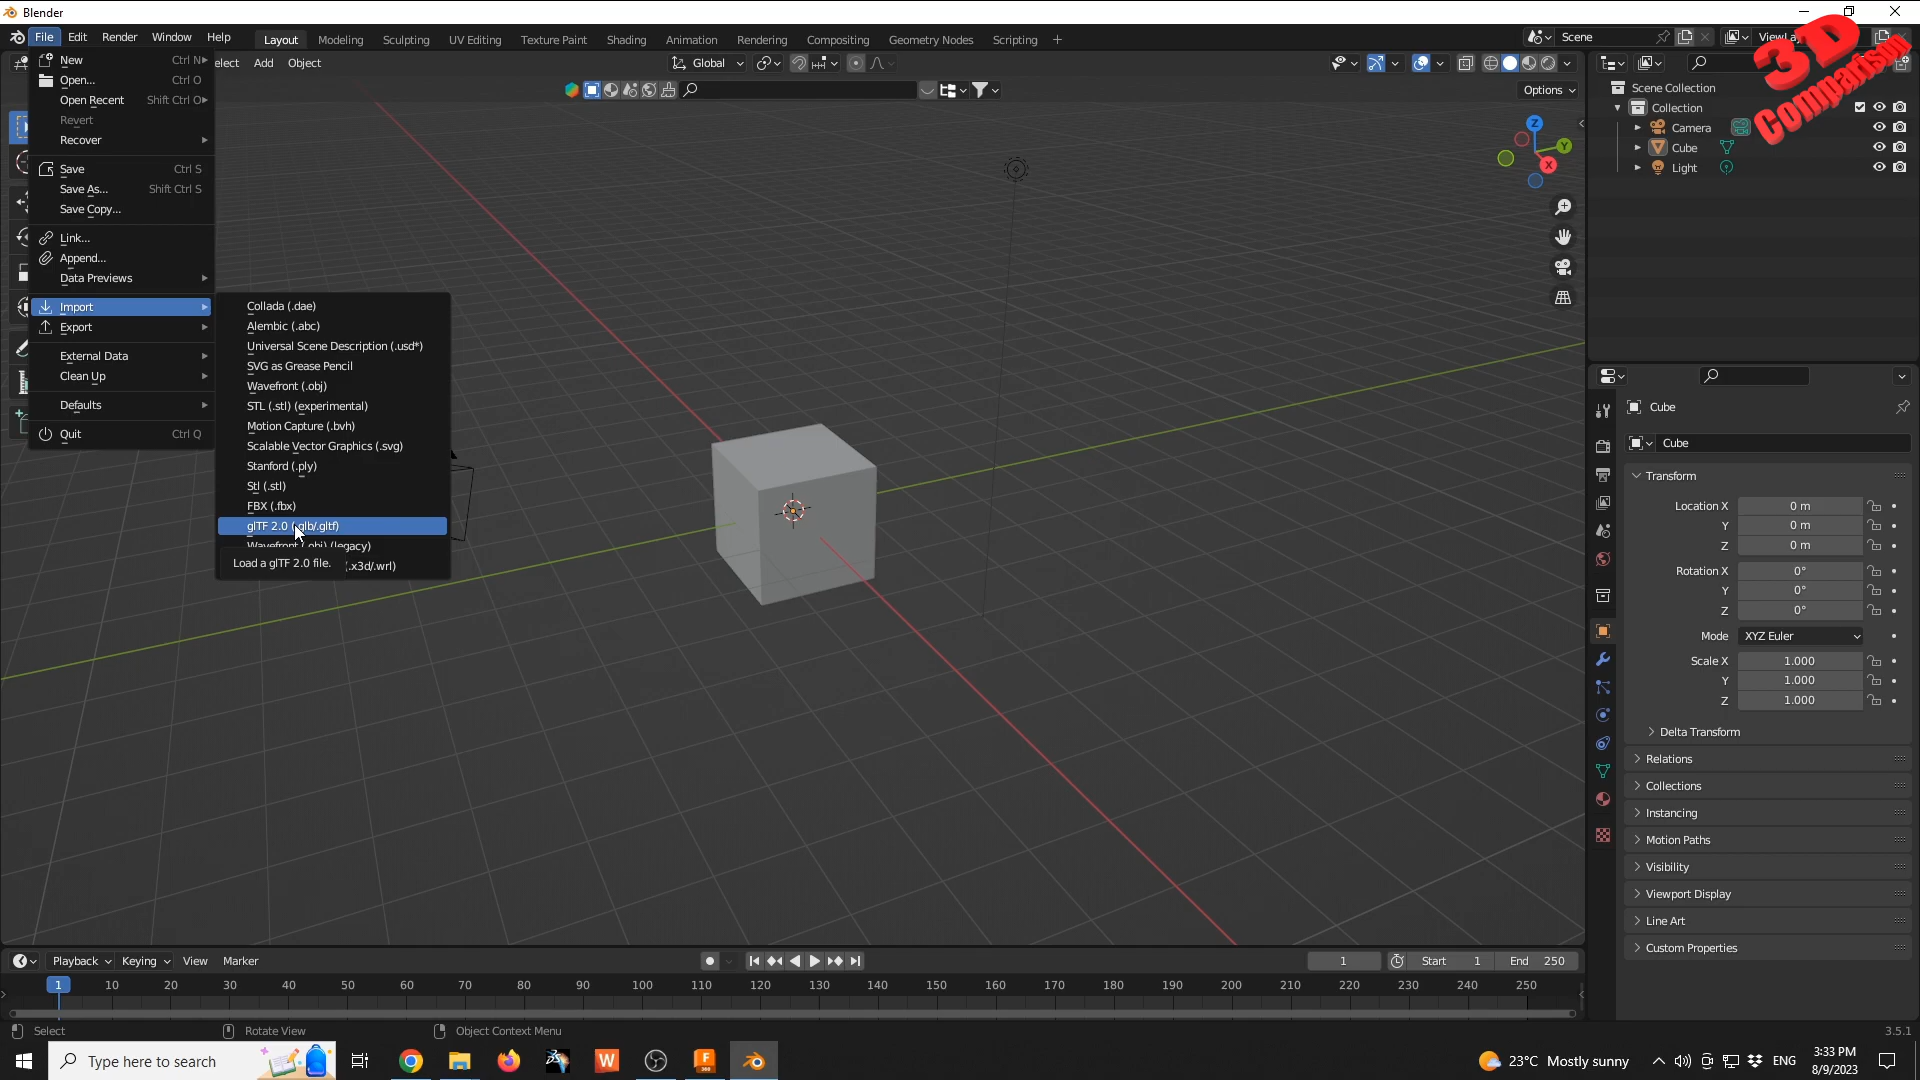 Blender
File Edit Render Window Help Layout Modeling Sculpting UV Editing Texture Paint Shading Animation Rendering Compositing Geometry Nodes Scripting + Scene ViewLay
New Ctrl N
elect Add Object Global
Open... Ctrl O
Options
Open Recent Shift Ctrl O
Revert
Recover
Save Ctrl S
Save As... Shift Ctrl S
Save Copy...
Link...
Append...
Data Previews
Import
Export
External Data
Clean Up
Defaults
Quit Ctrl Q
Collada (.dae)
Alembic (.abc)
Universal Scene Description (.usd*)
SVG as Grease Pencil
Wavefront (.obj)
STL (.stl) (experimental)
Motion Capture (.bvh)
Scalable Vector Graphics (.svg)
Stanford (.ply)
Stl (.stl)
FBX (.fbx)
glTF 2.0 (.glb/.gltf)
Wavefront (.obj) (legacy)
Load a glTF 2.0 file. (.x3d/.wrl)
Z
Y
X
3D
Comparism
Scene Collection
Collection
Camera
Cube
Light
Cube
Cube
Transform
Location X 0 m
Y 0 m
Z 0 m
Rotation X 0°
Y 0°
Z 0°
Mode XYZ Euler
Scale X 1.000
Y 1.000
Z 1.000
Delta Transform
Relations
Collections
Instancing
Motion Paths
Visibility
Viewport Display
Line Art
Custom Properties
Playback Keying View Marker 1 Start 1 End 250
1 10 20 30 40 50 60 70 80 90 100 110 120 130 140 150 160 170 180 190 200 210 220 230 240 250
Select Rotate View Object Context Menu 3.5.1
Type here to search 23°C Mostly sunny ENG 3:33 PM
8/9/2023